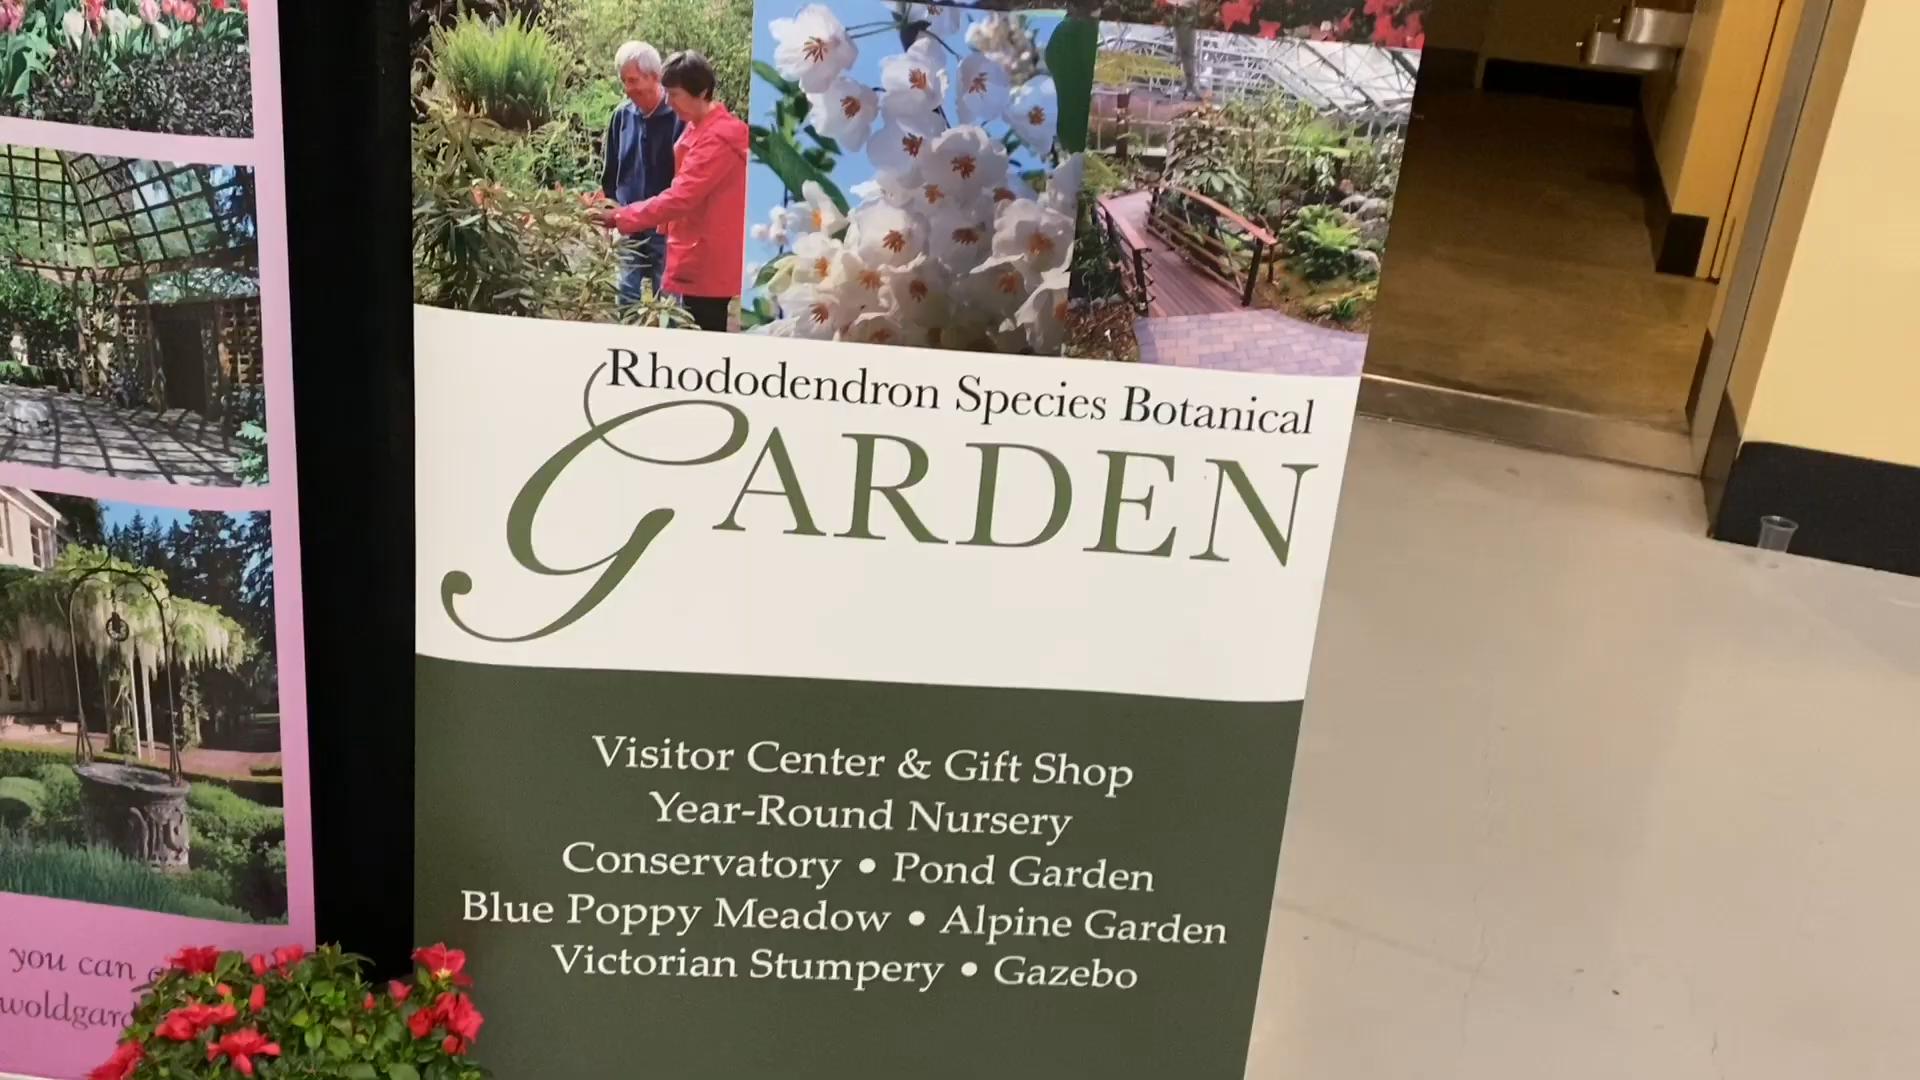 Rhododendron Species Botanical
GARDEN
Visitor Center & Gift Shop
Year-Round Nursery
Conservatory • Pond Garden
Blue Poppy Meadow • Alpine Garden
Victorian Stumpery • Gazebo
you can
woldgard